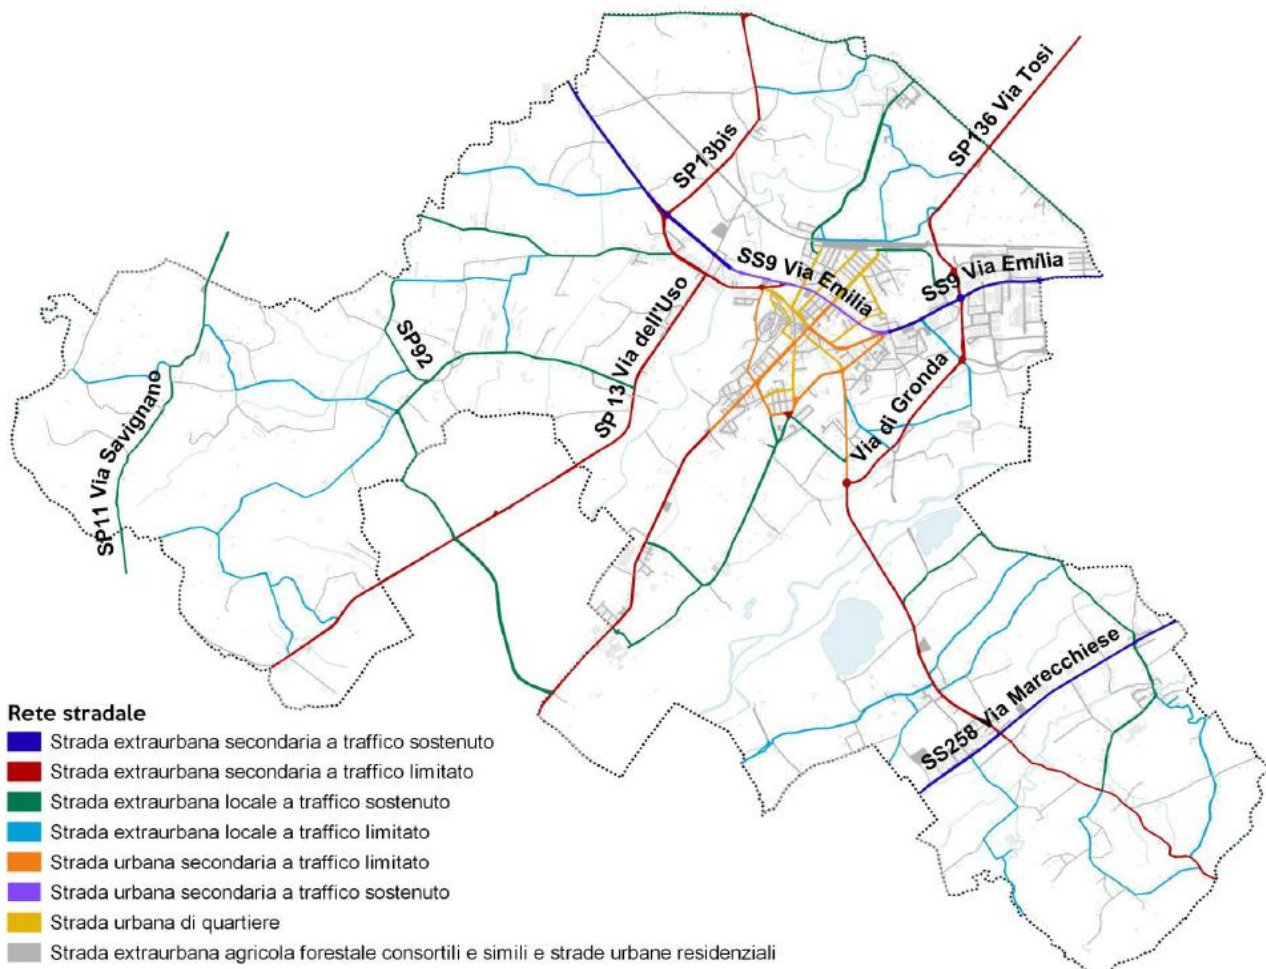 SP136 Via Tosi
SP13bis
SS9 Via Emilia
SS9 Via Emilia
SP92
SP 13 Via dell'Uso
Via di Gronda
SP11 Via Savignano
SS258 Via Marecchiese
Rete stradale
Strada extraurbana secondaria a traffico sostenuto
Strada extraurbana secondaria a traffico limitato
Strada extraurbana locale a traffico sostenuto
Strada extraurbana locale a traffico limitato
Strada urbana secondaria a traffico limitato
Strada urbana secondaria a traffico sostenuto
Strada urbana di quartiere
Strada extraurbana agricola forestale consortili e simili e strade urbane residenziali